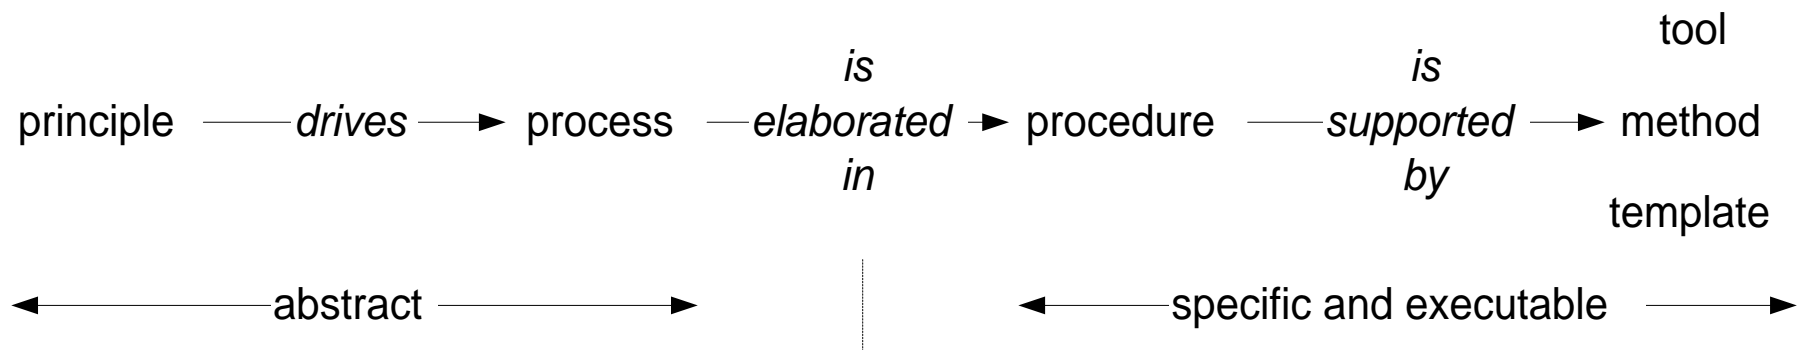 tool
is
is
principle drives process elaborated procedure supported method
in
by
template
abstract specific and executable